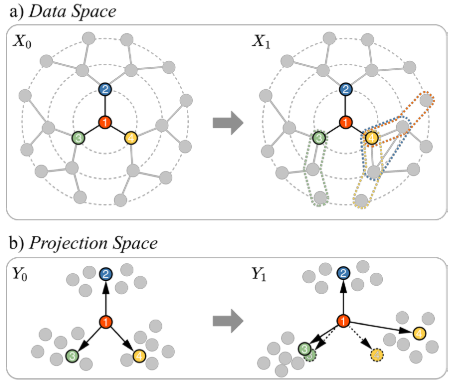 a) Data Space
X0 X1
2 2
1 1
3 4 3 4
b) Projection Space
Y0 Y1
2 2
1 1
3 4 3 4